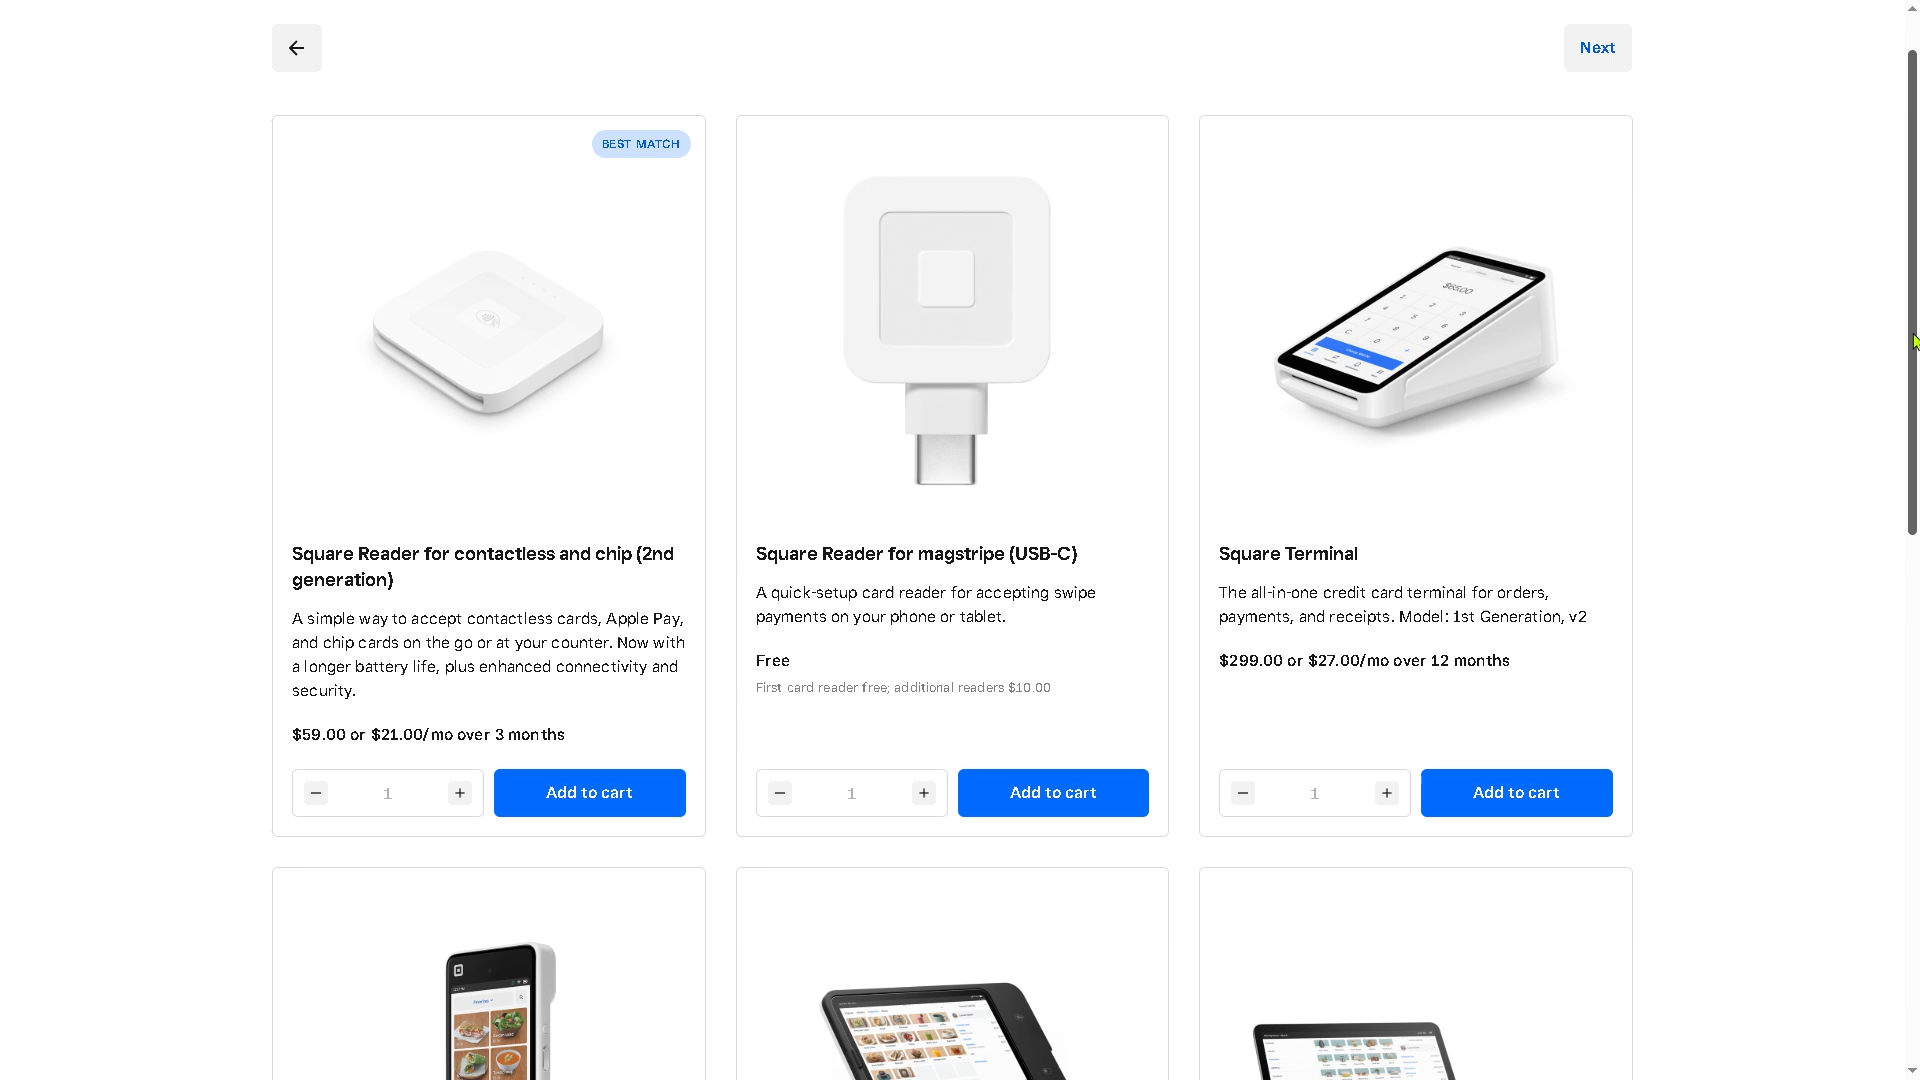 Next
BEST MATCH
Square Reader for contactless and chip (2nd
generation)
A simple way to accept contactless cards, Apple Pay,
and chip cards on the go or at your counter. Now with
a longer battery life, plus enhanced connectivity and
security.
$59.00 or $21.00/mo over 3 months
1
Add to cart
Square Reader for magstripe (USB-C)
A quick-setup card reader for accepting swipe
payments on your phone or tablet.
Free
First card reader free; additional readers $10.00
1
Add to cart
$65.00
Square Terminal
The all-in-one credit card terminal for orders,
payments, and receipts. Model: 1st Generation, v2
$299.00 or $27.00/mo over 12 months
1
Add to cart
Favorites